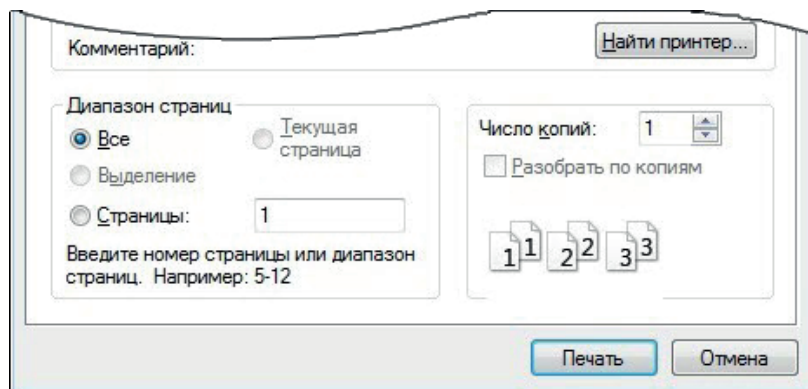 Комментарий:
Найти принтер...
Диапазон страниц
Все
Текущая
страница
Выделение
Страницы: 1
Введите номер страницы или диапазон
страниц. Например: 5-12
Число копий: 1
Разобрать по копиям
1 1 2 2 3 3
Печать
Отмена